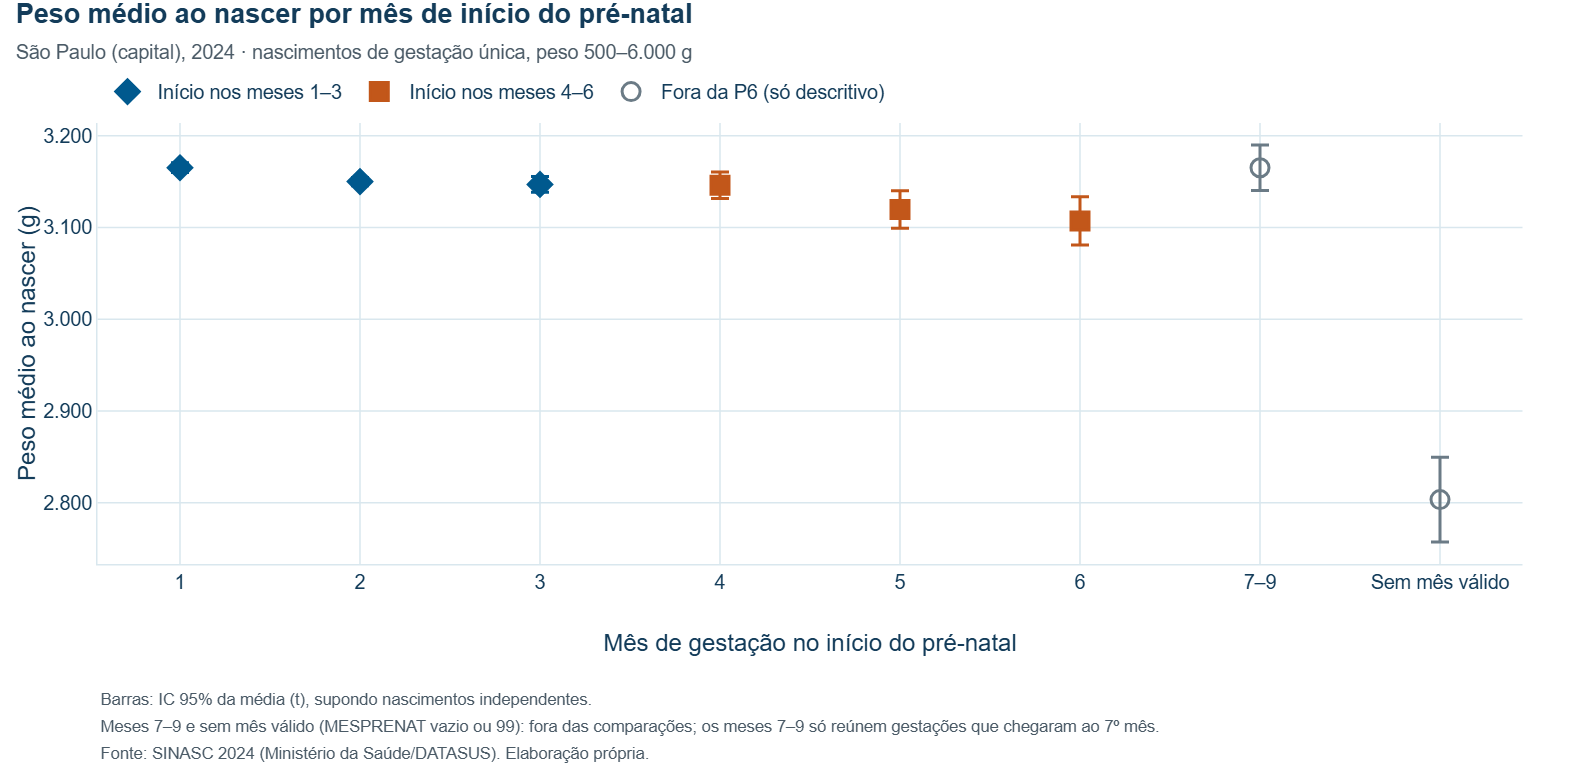 Peso médio ao nascer por mês de início do pré-natal
São Paulo (capital), 2024 · nascimentos de gestação única, peso 500–6.000 g
Início nos meses 1–3 Início nos meses 4–6 Fora da P6 (só descritivo)
Peso médio ao nascer (g)
3.200
3.100
3.000
2.900
2.800
1 2 3 4 5 6 7–9 Sem mês válido
Mês de gestação no início do pré-natal
Barras: IC 95% da média (t), supondo nascimentos independentes.
Meses 7–9 e sem mês válido (MESPRENAT vazio ou 99): fora das comparações; os meses 7–9 só reúnem gestações que chegaram ao 7º mês.
Fonte: SINASC 2024 (Ministério da Saúde/DATASUS). Elaboração própria.